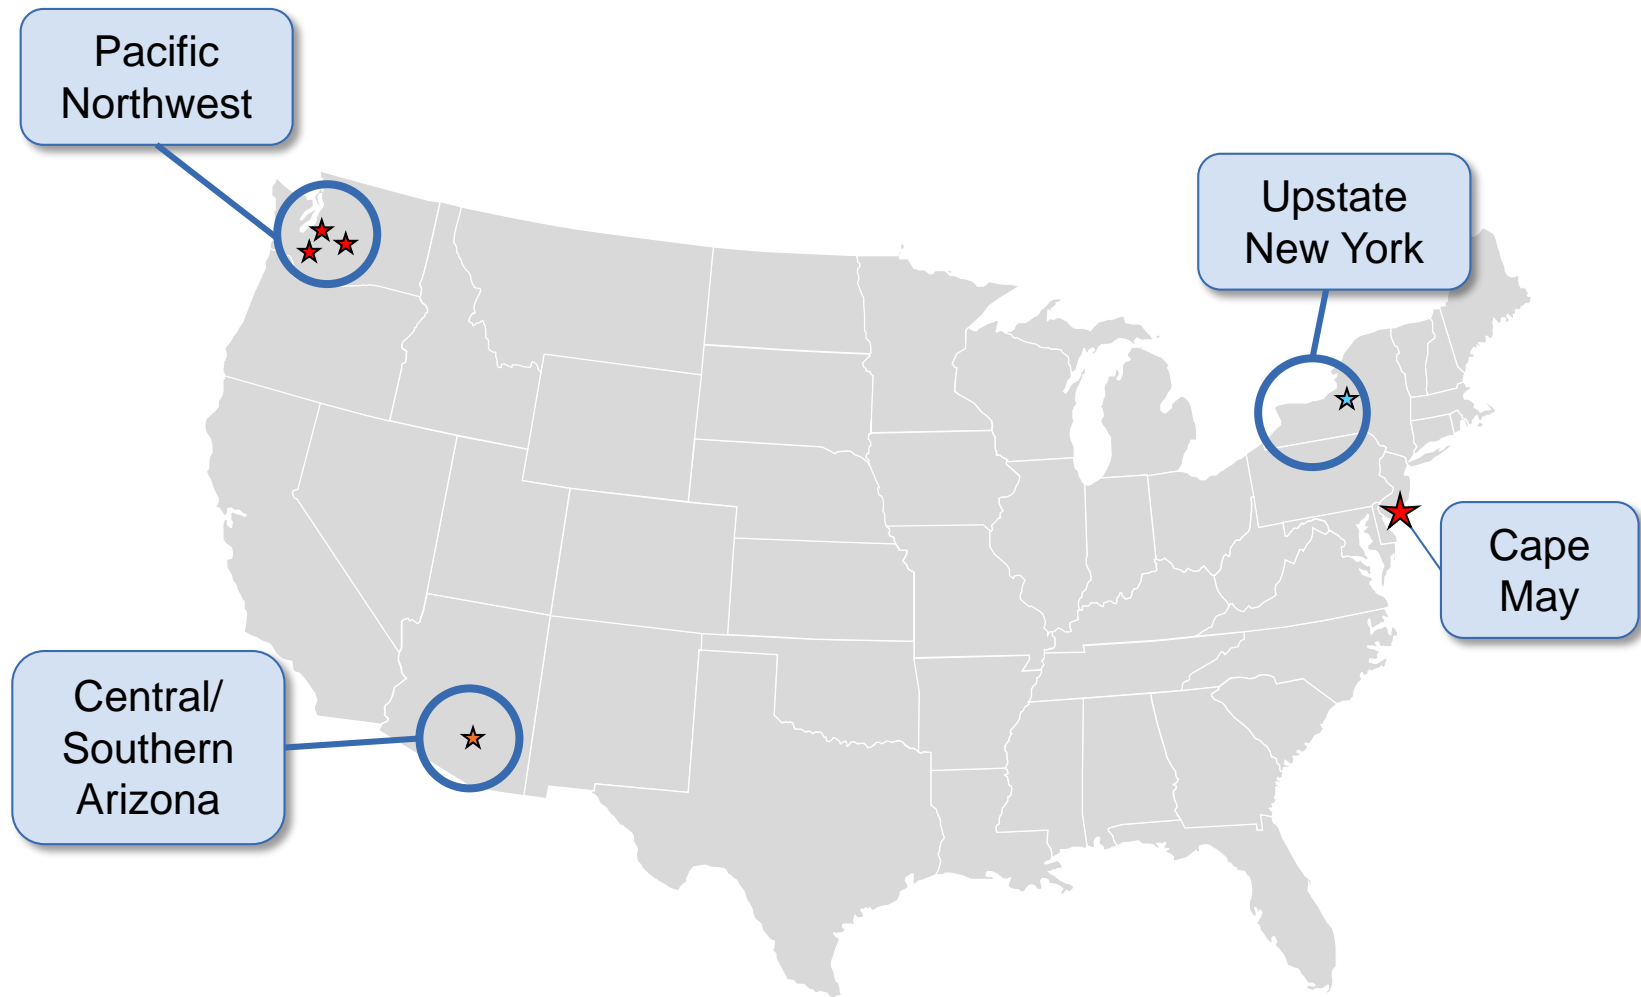 Pacific
Northwest
Upstate
New York
Cape
May
Central/
Southern
Arizona